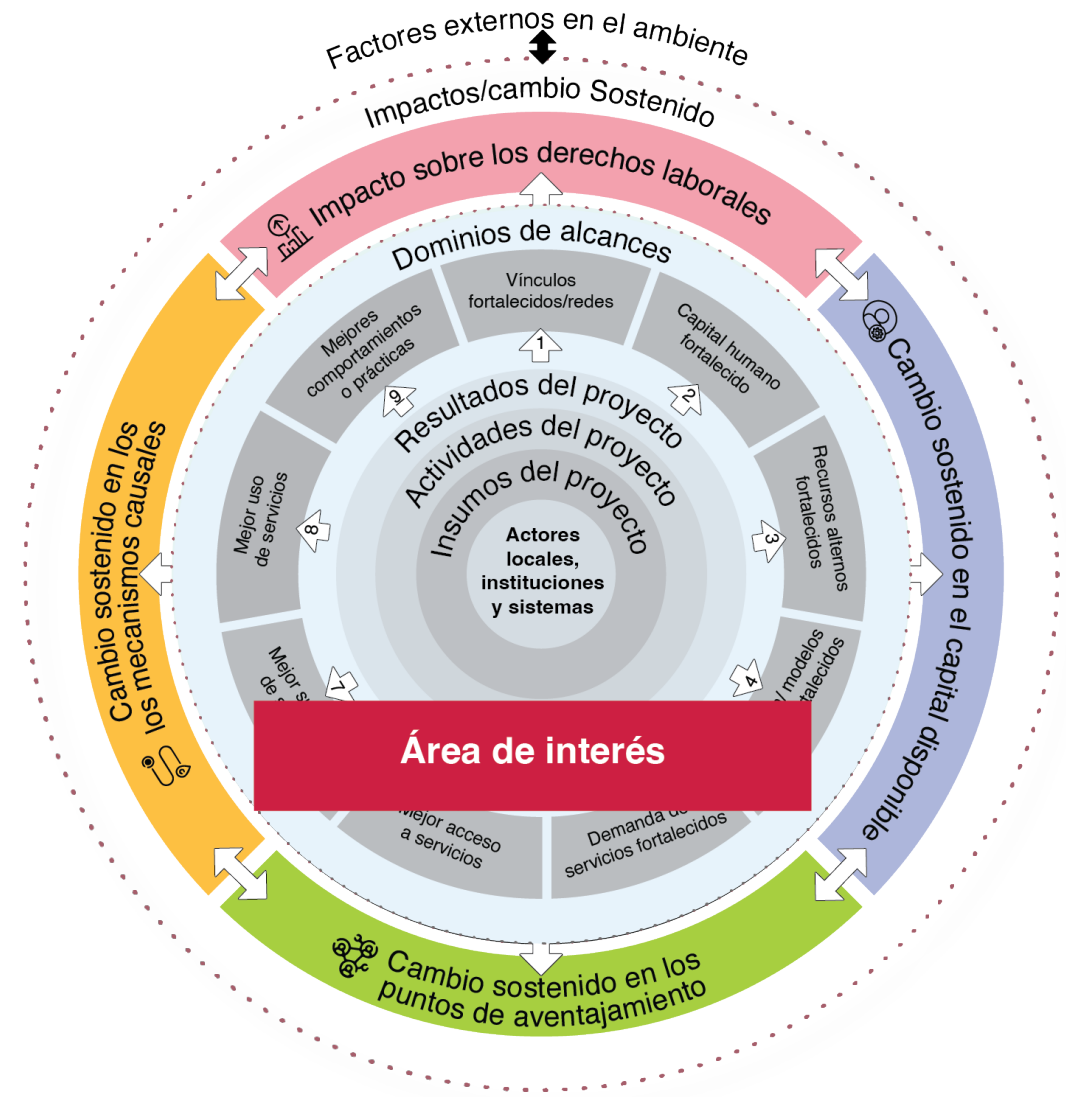 Factores externos en el ambiente
Impactos/cambio Sostenido
Impacto sobre los derechos laborales
Dominios de alcances
Vínculos
fortalecidos/redes
1
Capital humano
fortalecido
2
Recursos alternos
fortalecidos
3
modelos
4
Demanda
servicios fortalecidos
Mejor acceso
a servicios
Mejor
7
Mejor uso
de servicios
8
Mejores
comportamientos
o prácticas
9
Resultados del proyecto
Actividades del proyecto
Insumos del proyecto
Actores
locales,
instituciones
y sistemas
Área de interés
Cambio sostenido en el capital disponible
Cambio sostenido en los
puntos de aventajamiento
Cambio sostenido en los
los mecanismos causales